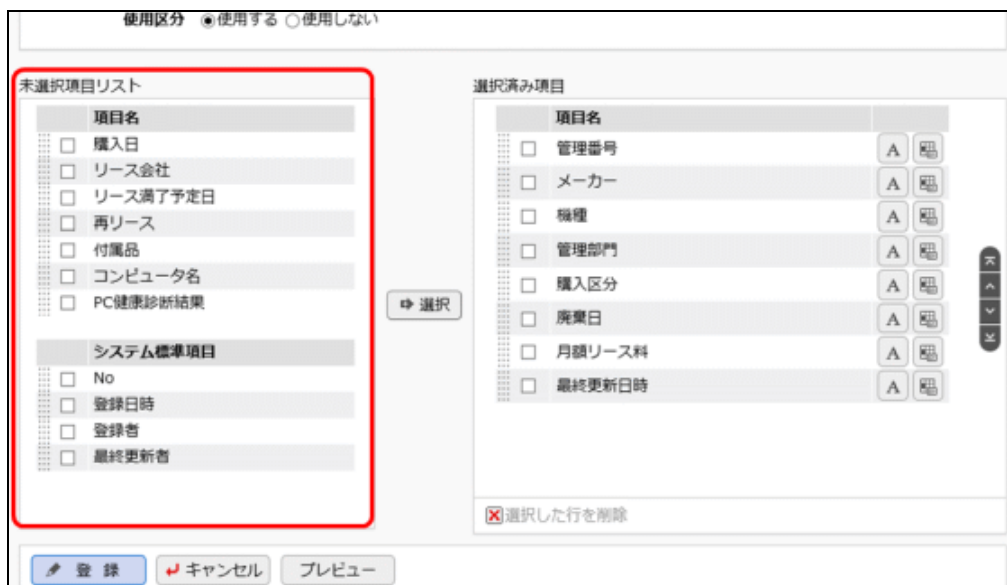 使用区分 使用する 使用しない
未選択項目リスト
項目名
購入日
リース会社
リース満了予定日
再リース
付属品
コンピュータ名
PC健康診断結果
システム標準項目
No
登録日時
登録者
最終更新者
選択
選択済み項目
項目名
管理番号 A
メーカー A
機種 A
管理部門 A
購入区分 A
廃棄日 A
月額リース料 A
最終更新日時 A
選択した行を削除
登録 キャンセル プレビュー